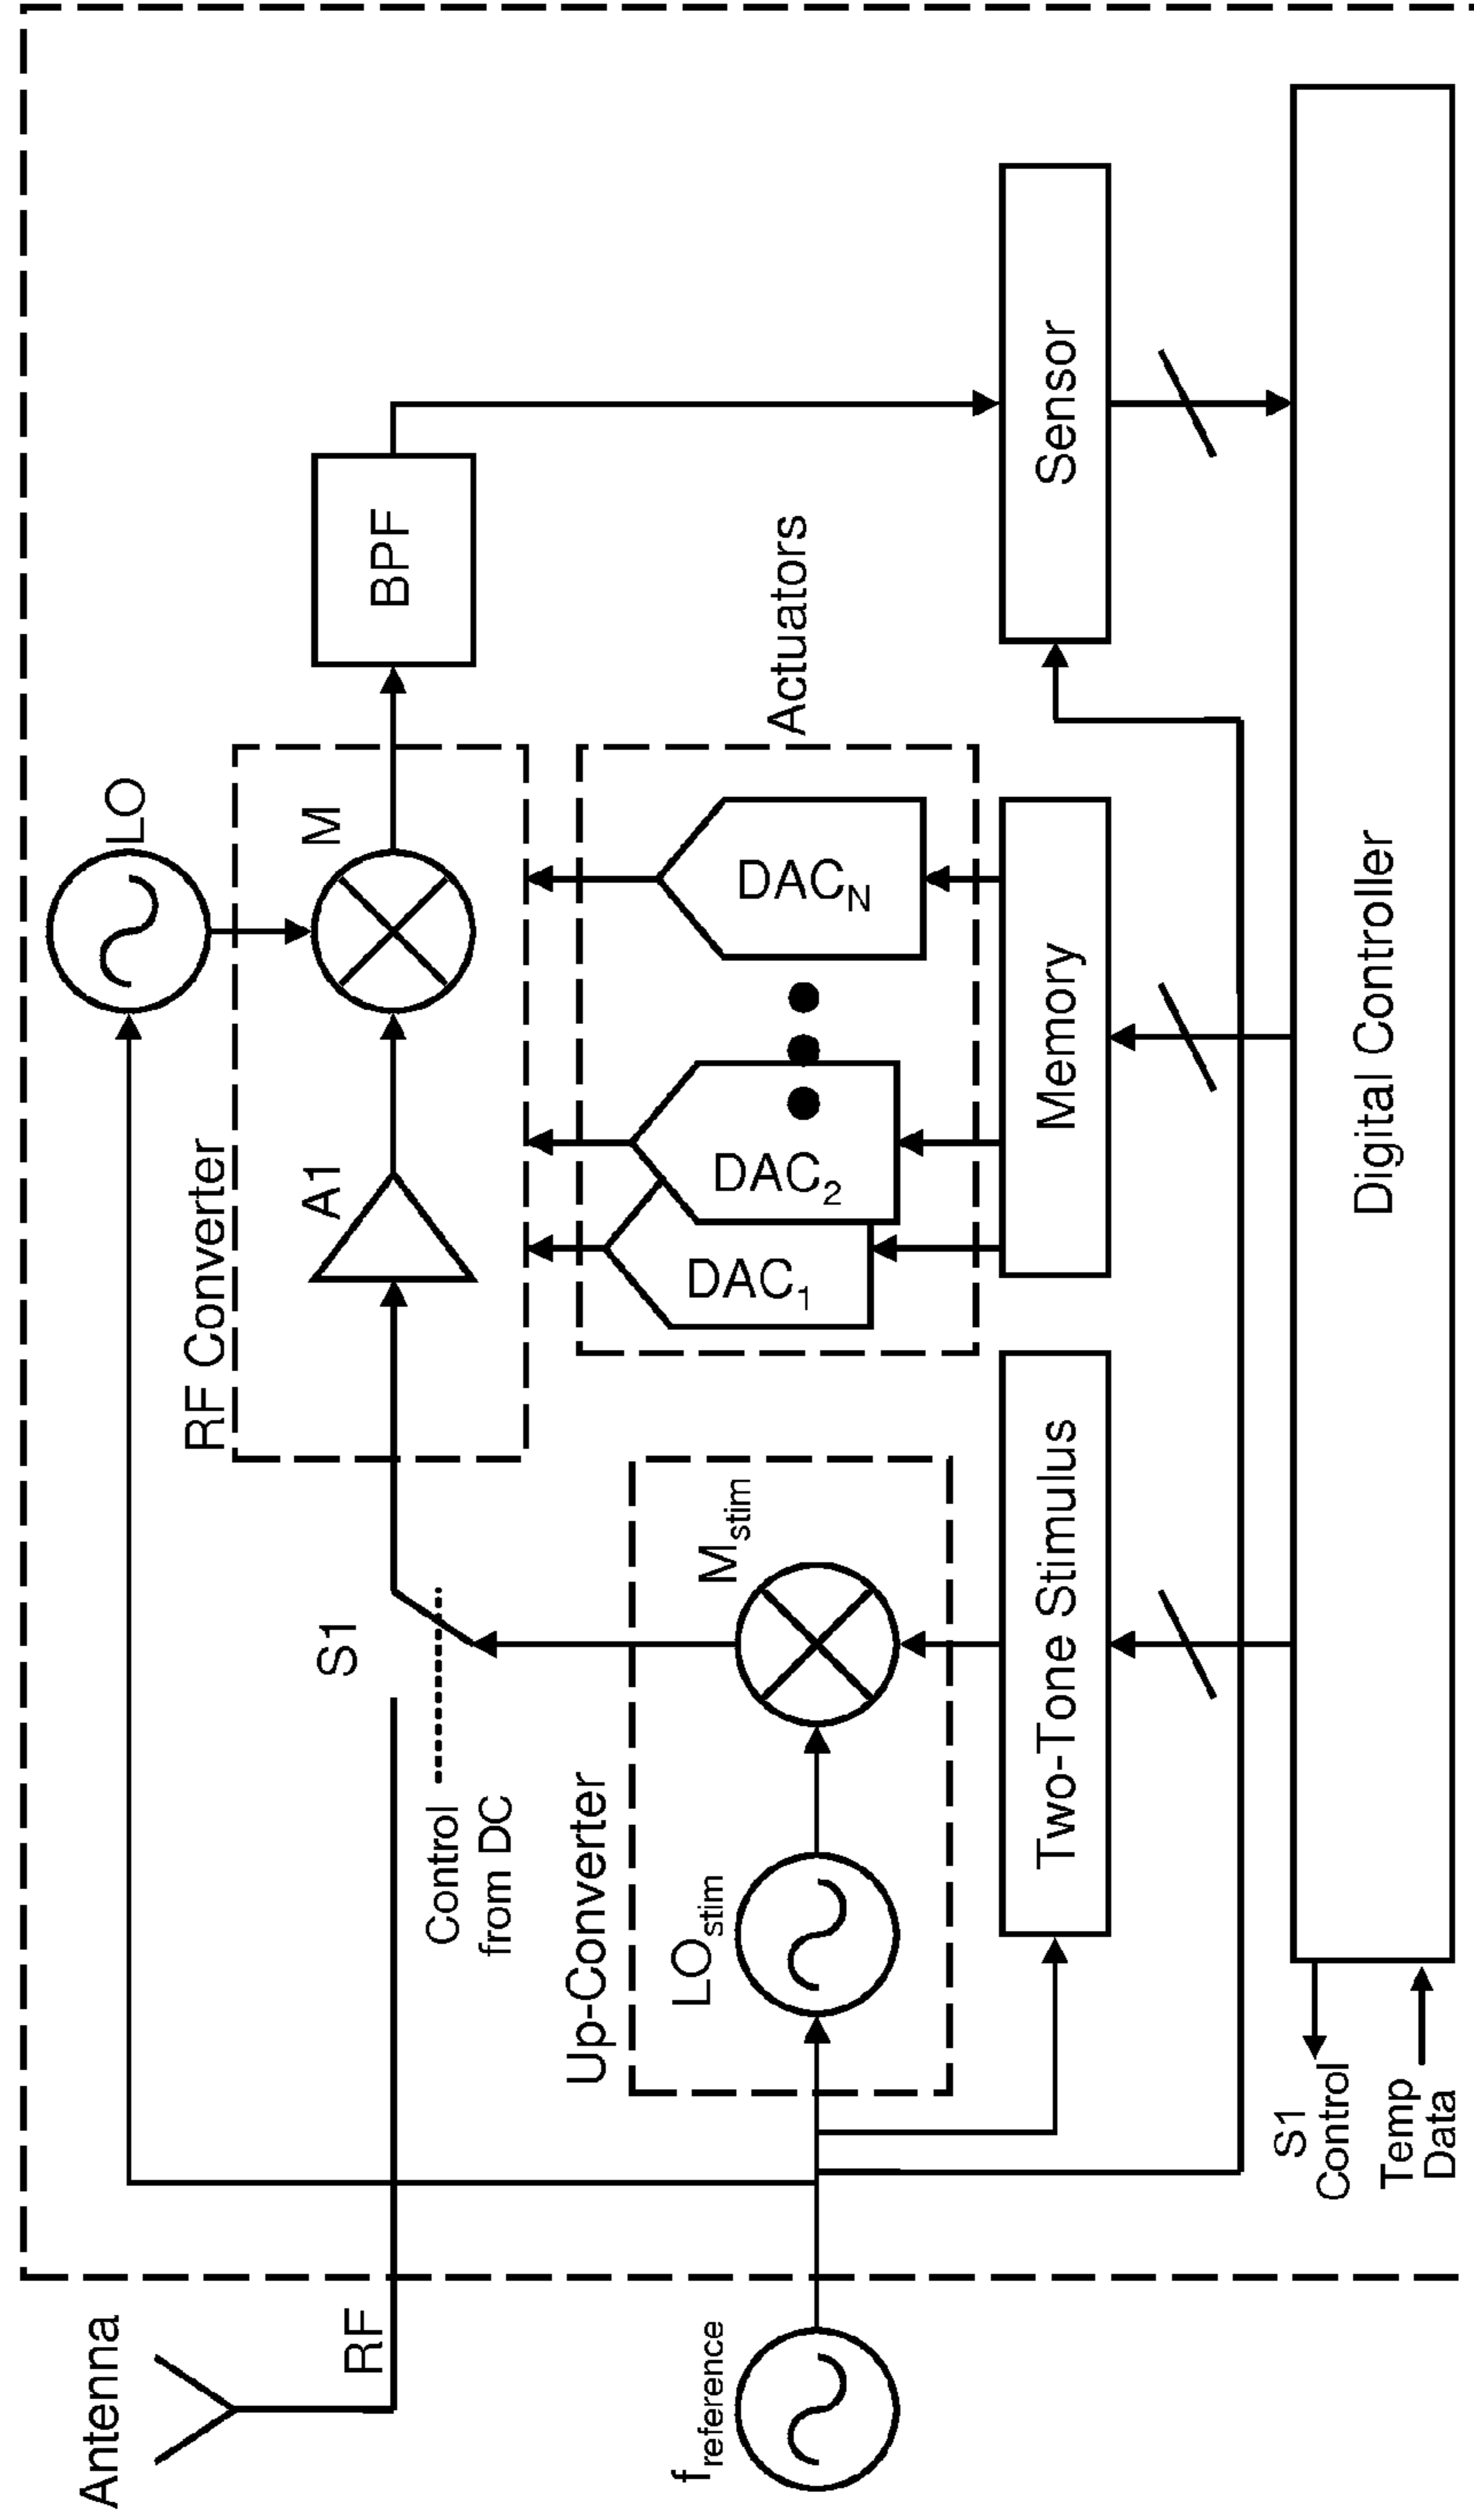 Antenna
RF
LO
RF Converter
A1
M
BPF
S1
Control
from DC
Up-Converter
LOstim
Mstim
Actuators
DAC1
DAC2
DACN
freference
Two-Tone Stimulus
Memory
Sensor
S1
Control
Temp
Data
Digital Controller